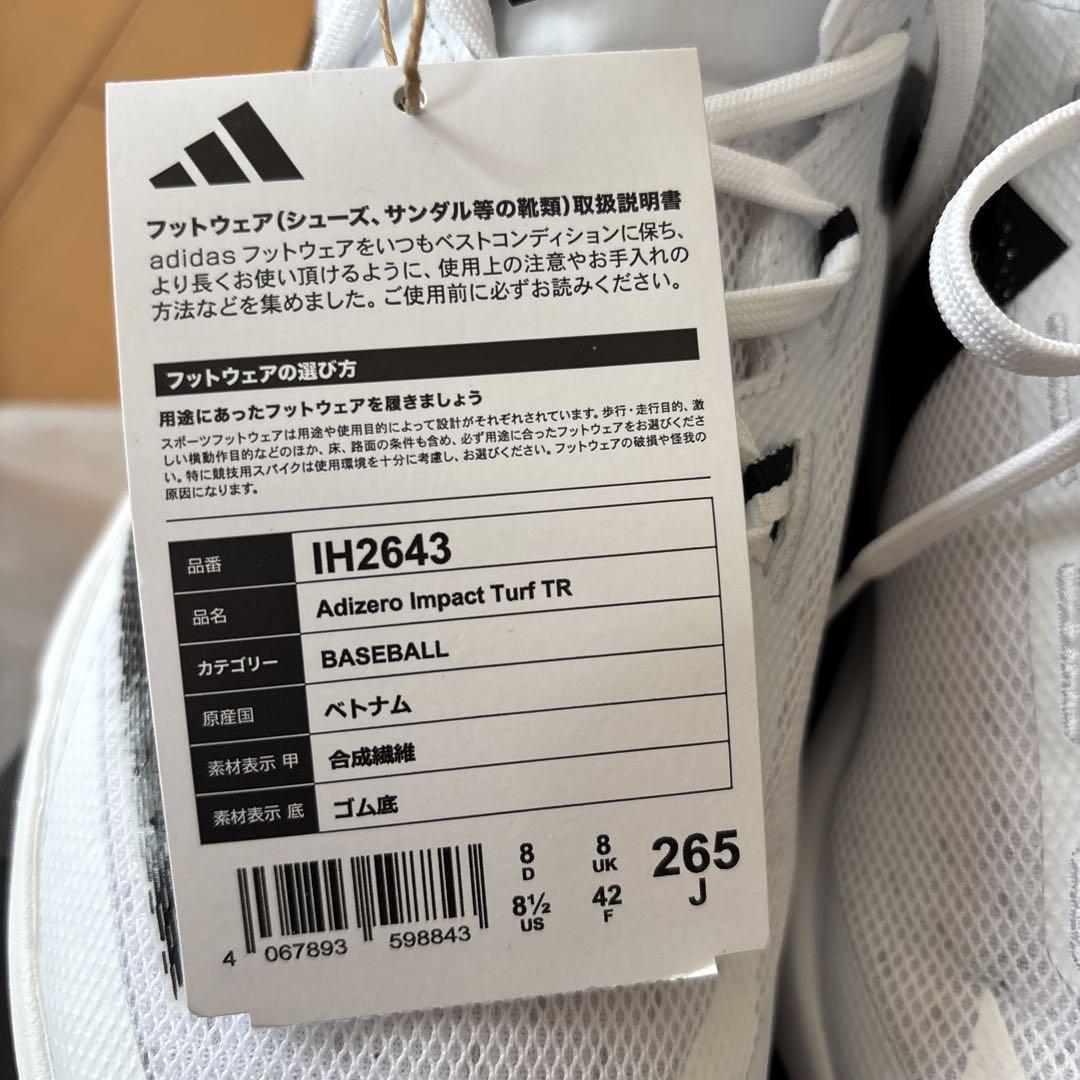 フットウェア(シューズ、サンダル等の靴類)取扱説明書
adidas フットウェアをいつもベストコンディションに保ち、
より長くお使い頂けるように、使用上の注意やお手入れの
方法などを集めました。ご使用前に必ずお読みください。
フットウェアの選び方
用途にあったフットウェアを履きましょう
スポーツフットウェアは用途や使用目的によって設計がそれぞれされています。歩行・走行目的、激
しい横動作目的などのほか、床、路面の条件も含め、必ず用途に合ったフットウェアをお選びくださ
い。特に競技用スパイクは使用環境を十分に考慮し、お選びください。フットウェアの破損や怪我の
原因になります。
品番 IH2643
品名 Adizero Impact Turf TR
カテゴリー BASEBALL
原産国 ベトナム
素材表示 甲 合成繊維
素材表示 底 ゴム底
8 D 8 UK 265 J
8½ US 42 F
4 067893 598843